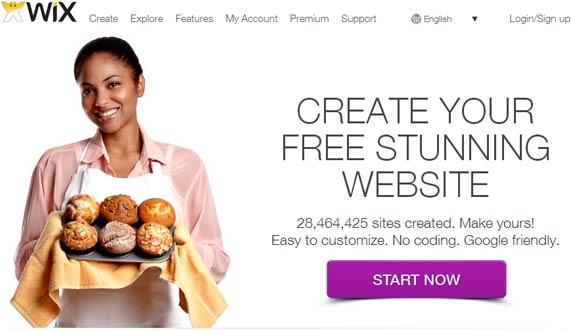 WiX
Create Explore Features My Account Premium Support English Login/Sign up
CREATE YOUR
FREE STUNNING
WEBSITE
28,464,425 sites created. Make yours!
Easy to customize. No coding. Google friendly.
START NOW